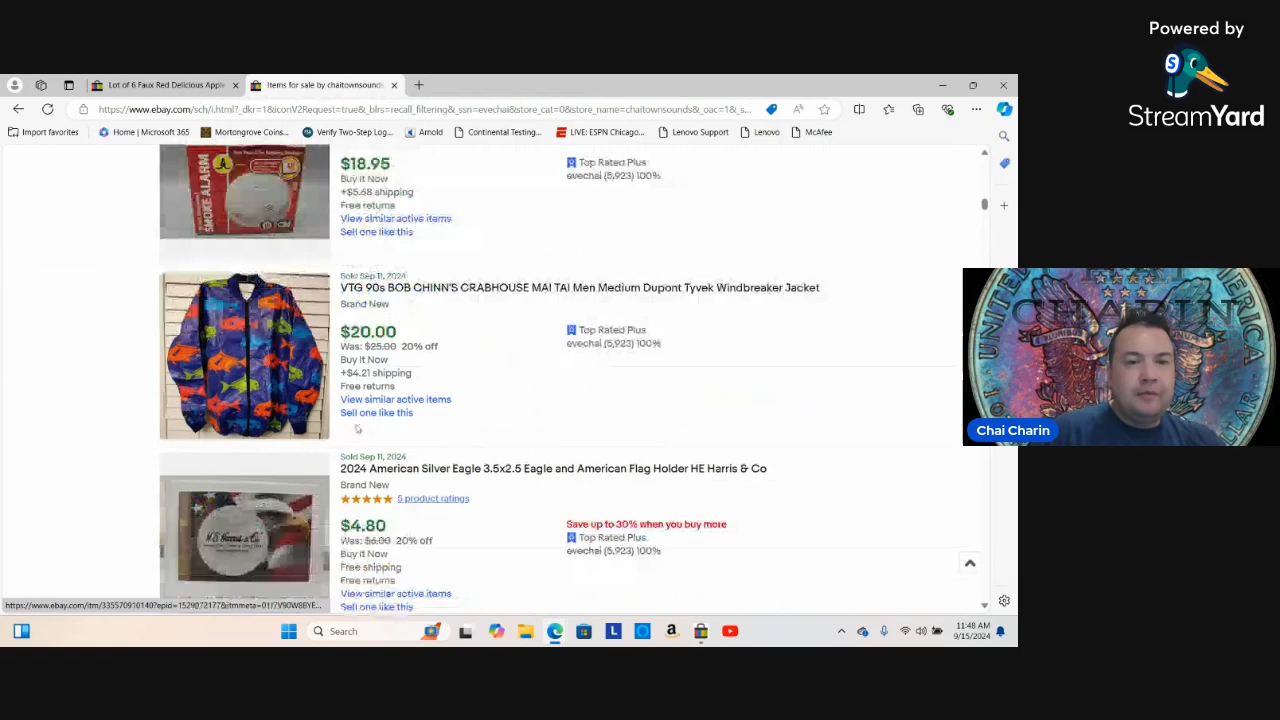 Powered by
StreamYard
Lot of 6 Faux Red Delicious Apple
Items for sale by chaitownsounds
https://www.ebay.com/sch/i.html?_dkr=1&iconV2Request=true&_blrs=recall_filtering&_ssn=evechai&store_cat=0&store_name=chaitownsounds&_oac=1&_s...
Import favorites
Home | Microsoft 365
Mortongrove Coins...
Verify Two-Step Log...
Arnold
Continental Testing...
LIVE: ESPN Chicago...
Lenovo Support
Lenovo
McAfee
SMOKE ALARM
$18.95
Buy It Now
+$5.68 shipping
Free returns
View similar active items
Sell one like this
Top Rated Plus
evechai (5,923) 100%
Sold Sep 11, 2024
VTG 90s BOB CHINN'S CRABHOUSE MAI TAI Men Medium Dupont Tyvek Windbreaker Jacket
Brand New
$20.00
Was: $25.00 20% off
Buy It Now
+$4.21 shipping
Free returns
View similar active items
Sell one like this
Top Rated Plus
evechai (5,923) 100%
Sold Sep 11, 2024
2024 American Silver Eagle 3.5x2.5 Eagle and American Flag Holder HE Harris & Co
Brand New
5 product ratings
$4.80
Was: $6.00 20% off
Buy It Now
Free shipping
Free returns
View similar active items
Sell one like this
Save up to 30% when you buy more
Top Rated Plus
evechai (5,923) 100%
CHARIN
Chai Charin
Search
11:48 AM
9/15/2024